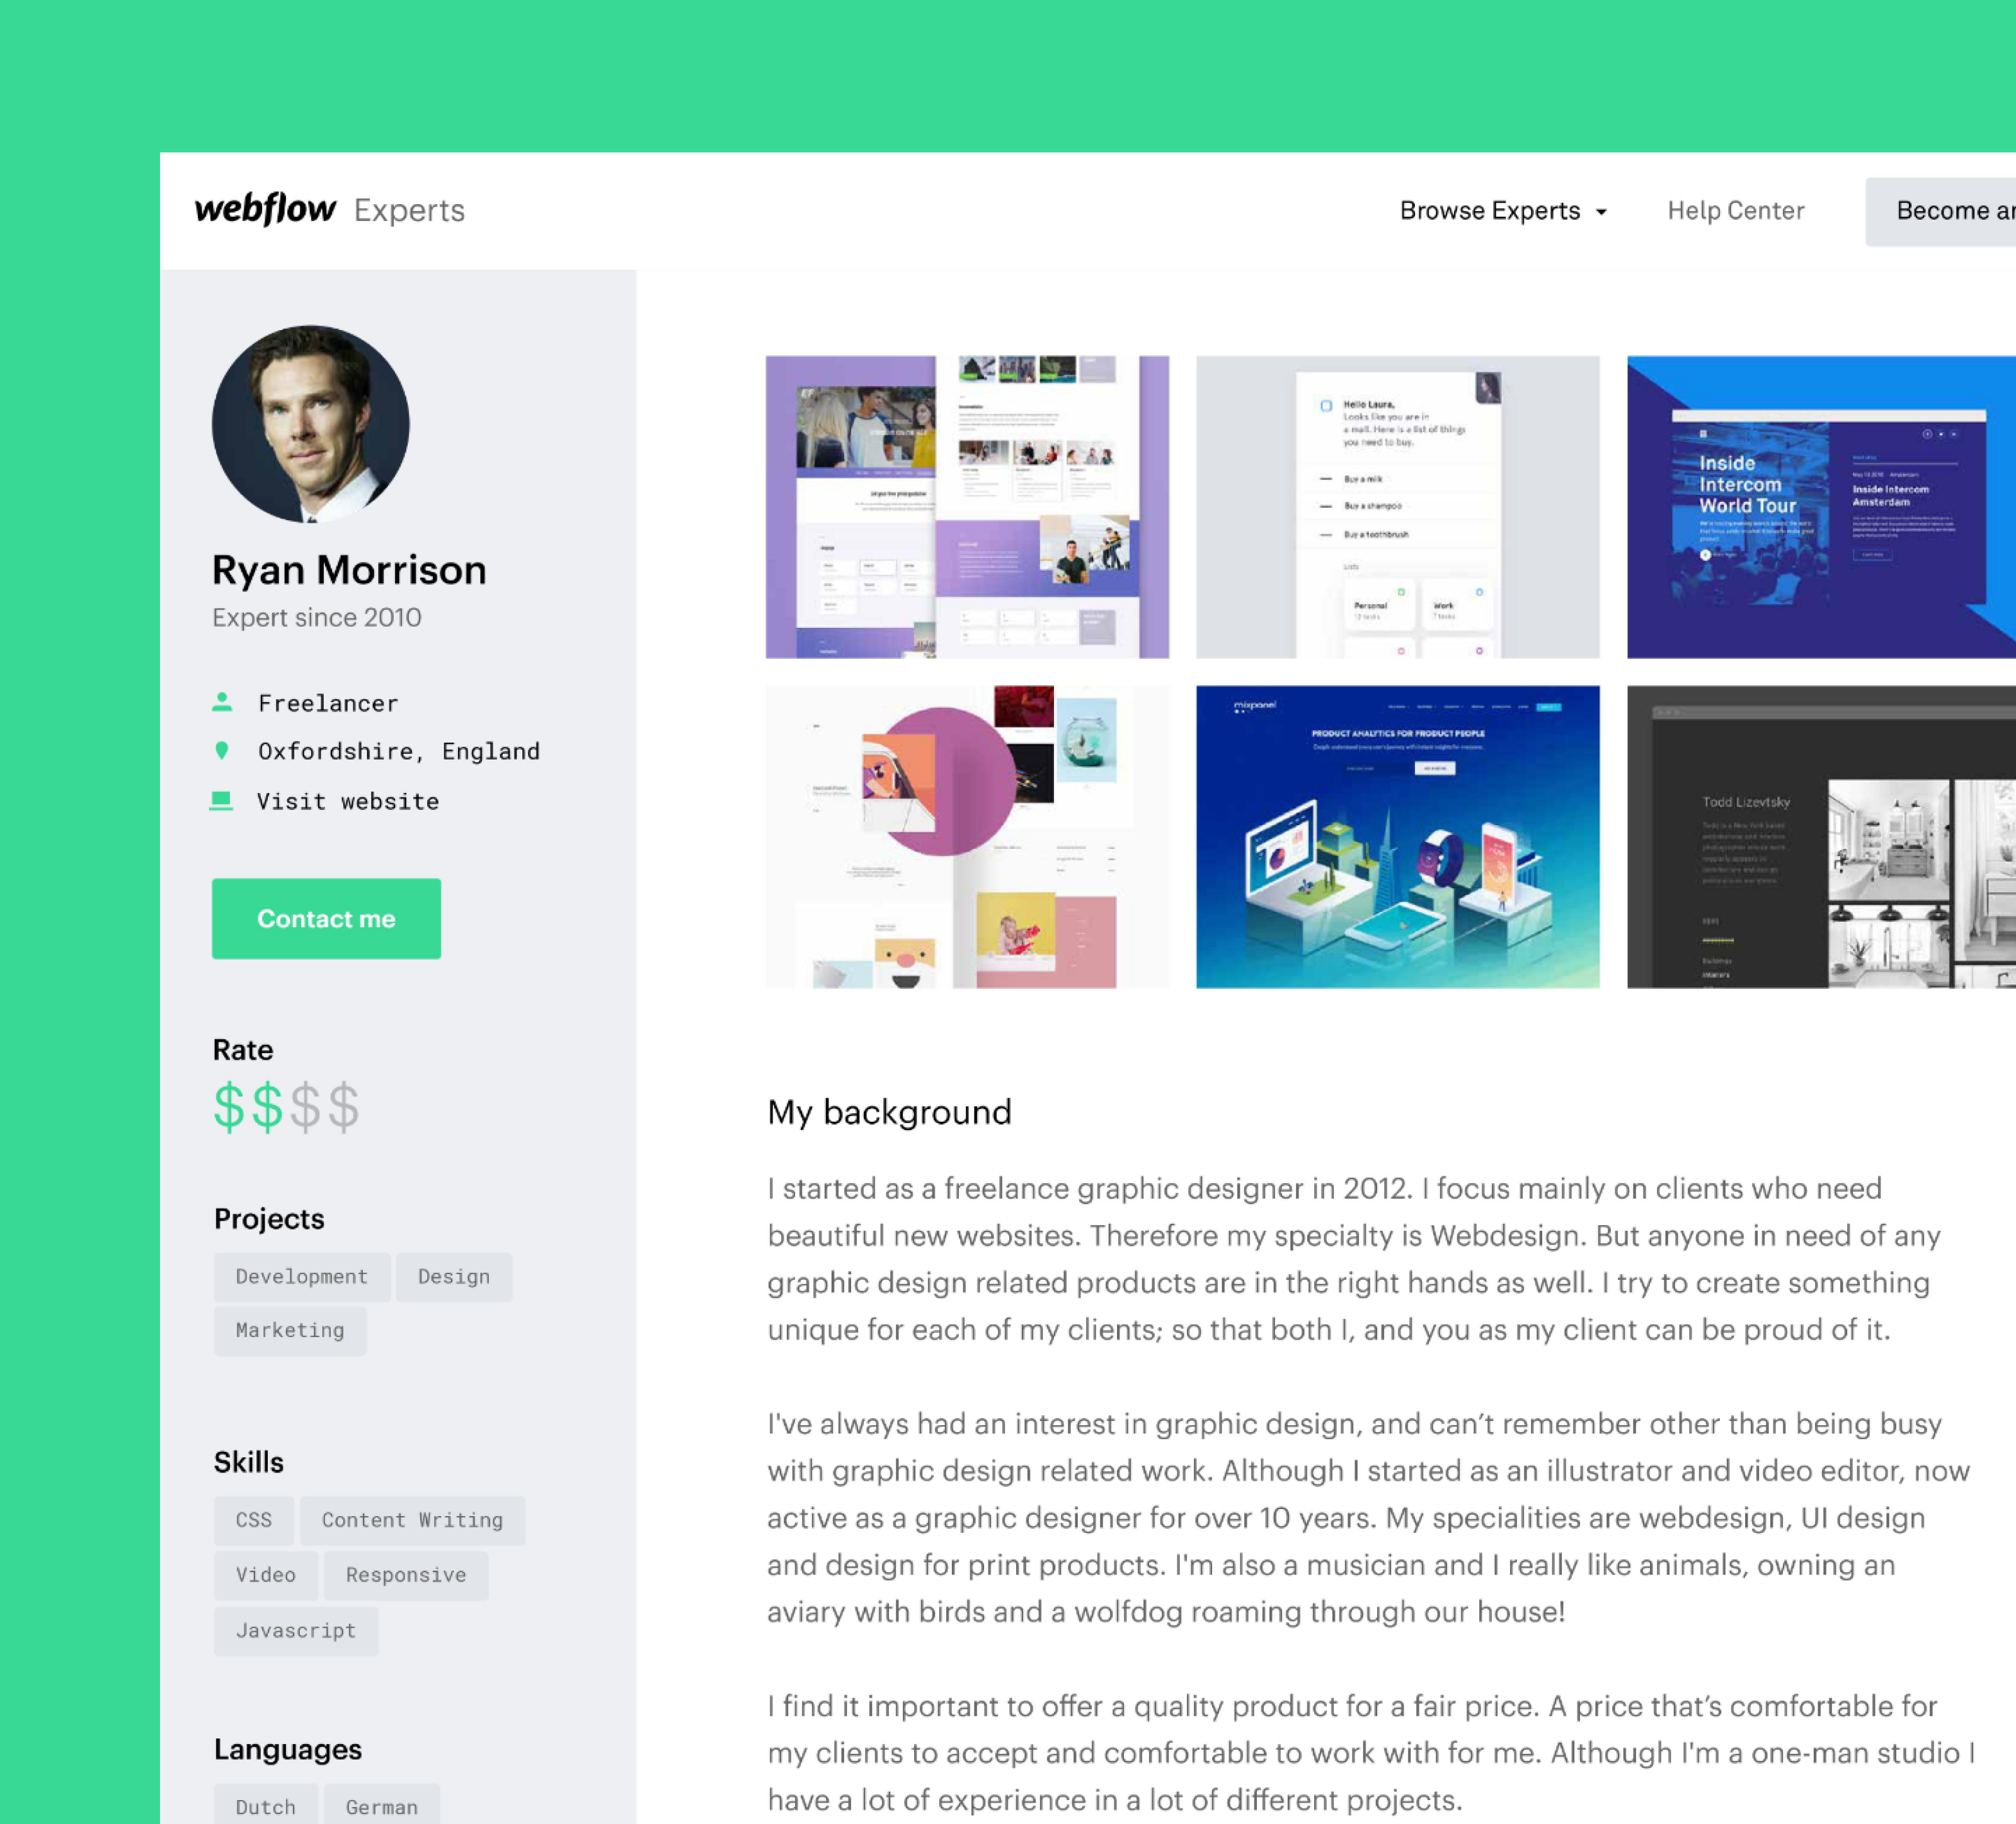 webflow Experts
Browse Experts
Help Center
Become an
Ryan Morrison
Expert since 2010
Freelancer
Oxfordshire, England
Visit website
Contact me
Rate
$$$$
Projects
Development Design
Marketing
Skills
CSS Content Writing
Video Responsive
Javascript
Languages
Dutch German
Hello Laura,
Looks like you are in
a mall. Here is a list of things
you need to buy.
Buy a milk
Buy a shampoo
Buy a toothbrush
Lists
Personal
12 tasks
Work
7 tasks
Inside
Intercom
World Tour
Inside Intercom
Amsterdam
mixpanel
PRODUCT ANALYTICS FOR PRODUCT PEOPLE
Todd Lizevtsky
Buildings
My background
I started as a freelance graphic designer in 2012. I focus mainly on clients who need
beautiful new websites. Therefore my specialty is Webdesign. But anyone in need of any
graphic design related products are in the right hands as well. I try to create something
unique for each of my clients; so that both I, and you as my client can be proud of it.
I've always had an interest in graphic design, and can’t remember other than being busy
with graphic design related work. Although I started as an illustrator and video editor, now
active as a graphic designer for over 10 years. My specialities are webdesign, UI design
and design for print products. I'm also a musician and I really like animals, owning an
aviary with birds and a wolfdog roaming through our house!
I find it important to offer a quality product for a fair price. A price that’s comfortable for
my clients to accept and comfortable to work with for me. Although I'm a one-man studio I
have a lot of experience in a lot of different projects.